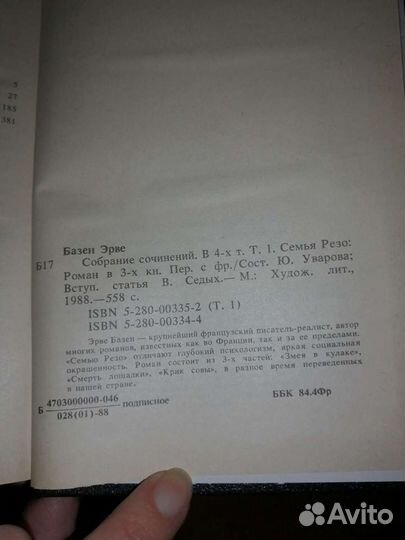 5
27
185
381
Базен Эрве
Б17
Собрание сочинений. В 4-х т. Т. 1. Семья Резо:
Роман в 3-х кн. Пер. с фр./Сост. Ю. Уварова;
Вступ. статья В. Седых.— М.: Худож. лит.,
1988.—558 с.
ISBN 5-280-00335-2 (Т. 1)
ISBN 5-280-00334-4
Эрве Базен — крупнейший французский писатель-реалист, автор
многих романов, известных как во Франции, так и за ее пределами.
«Семью Резо» отличают глубокий психологизм, яркая социальная
окрашенность. Роман состоит из 3-х частей: «Змея в кулаке»,
«Смерть лошадки», «Крик совы», в разное время переведенных
в нашей стране.
Б 4703000000-046 подписное
028(01)-88
ББК 84.4Фр
Avito